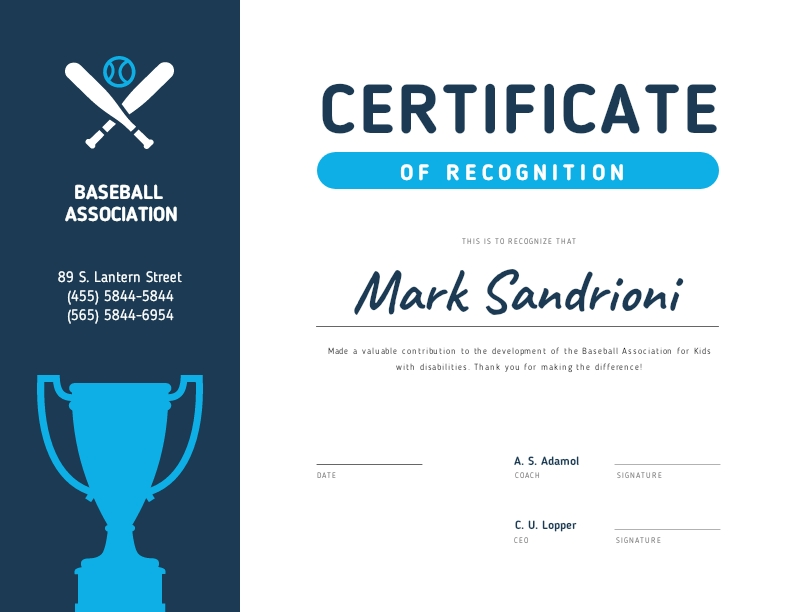 BASEBALL
ASSOCIATION
89 S. Lantern Street
(455) 5844-5844
(565) 5844-6954
CERTIFICATE
OF RECOGNITION
THIS IS TO RECOGNIZE THAT
Mark Sandrioni
Made a valuable contribution to the development of the Baseball Association for Kids
with disabilities. Thank you for making the difference!
DATE
A. S. Adamol
COACH
SIGNATURE
C. U. Lopper
CEO
SIGNATURE